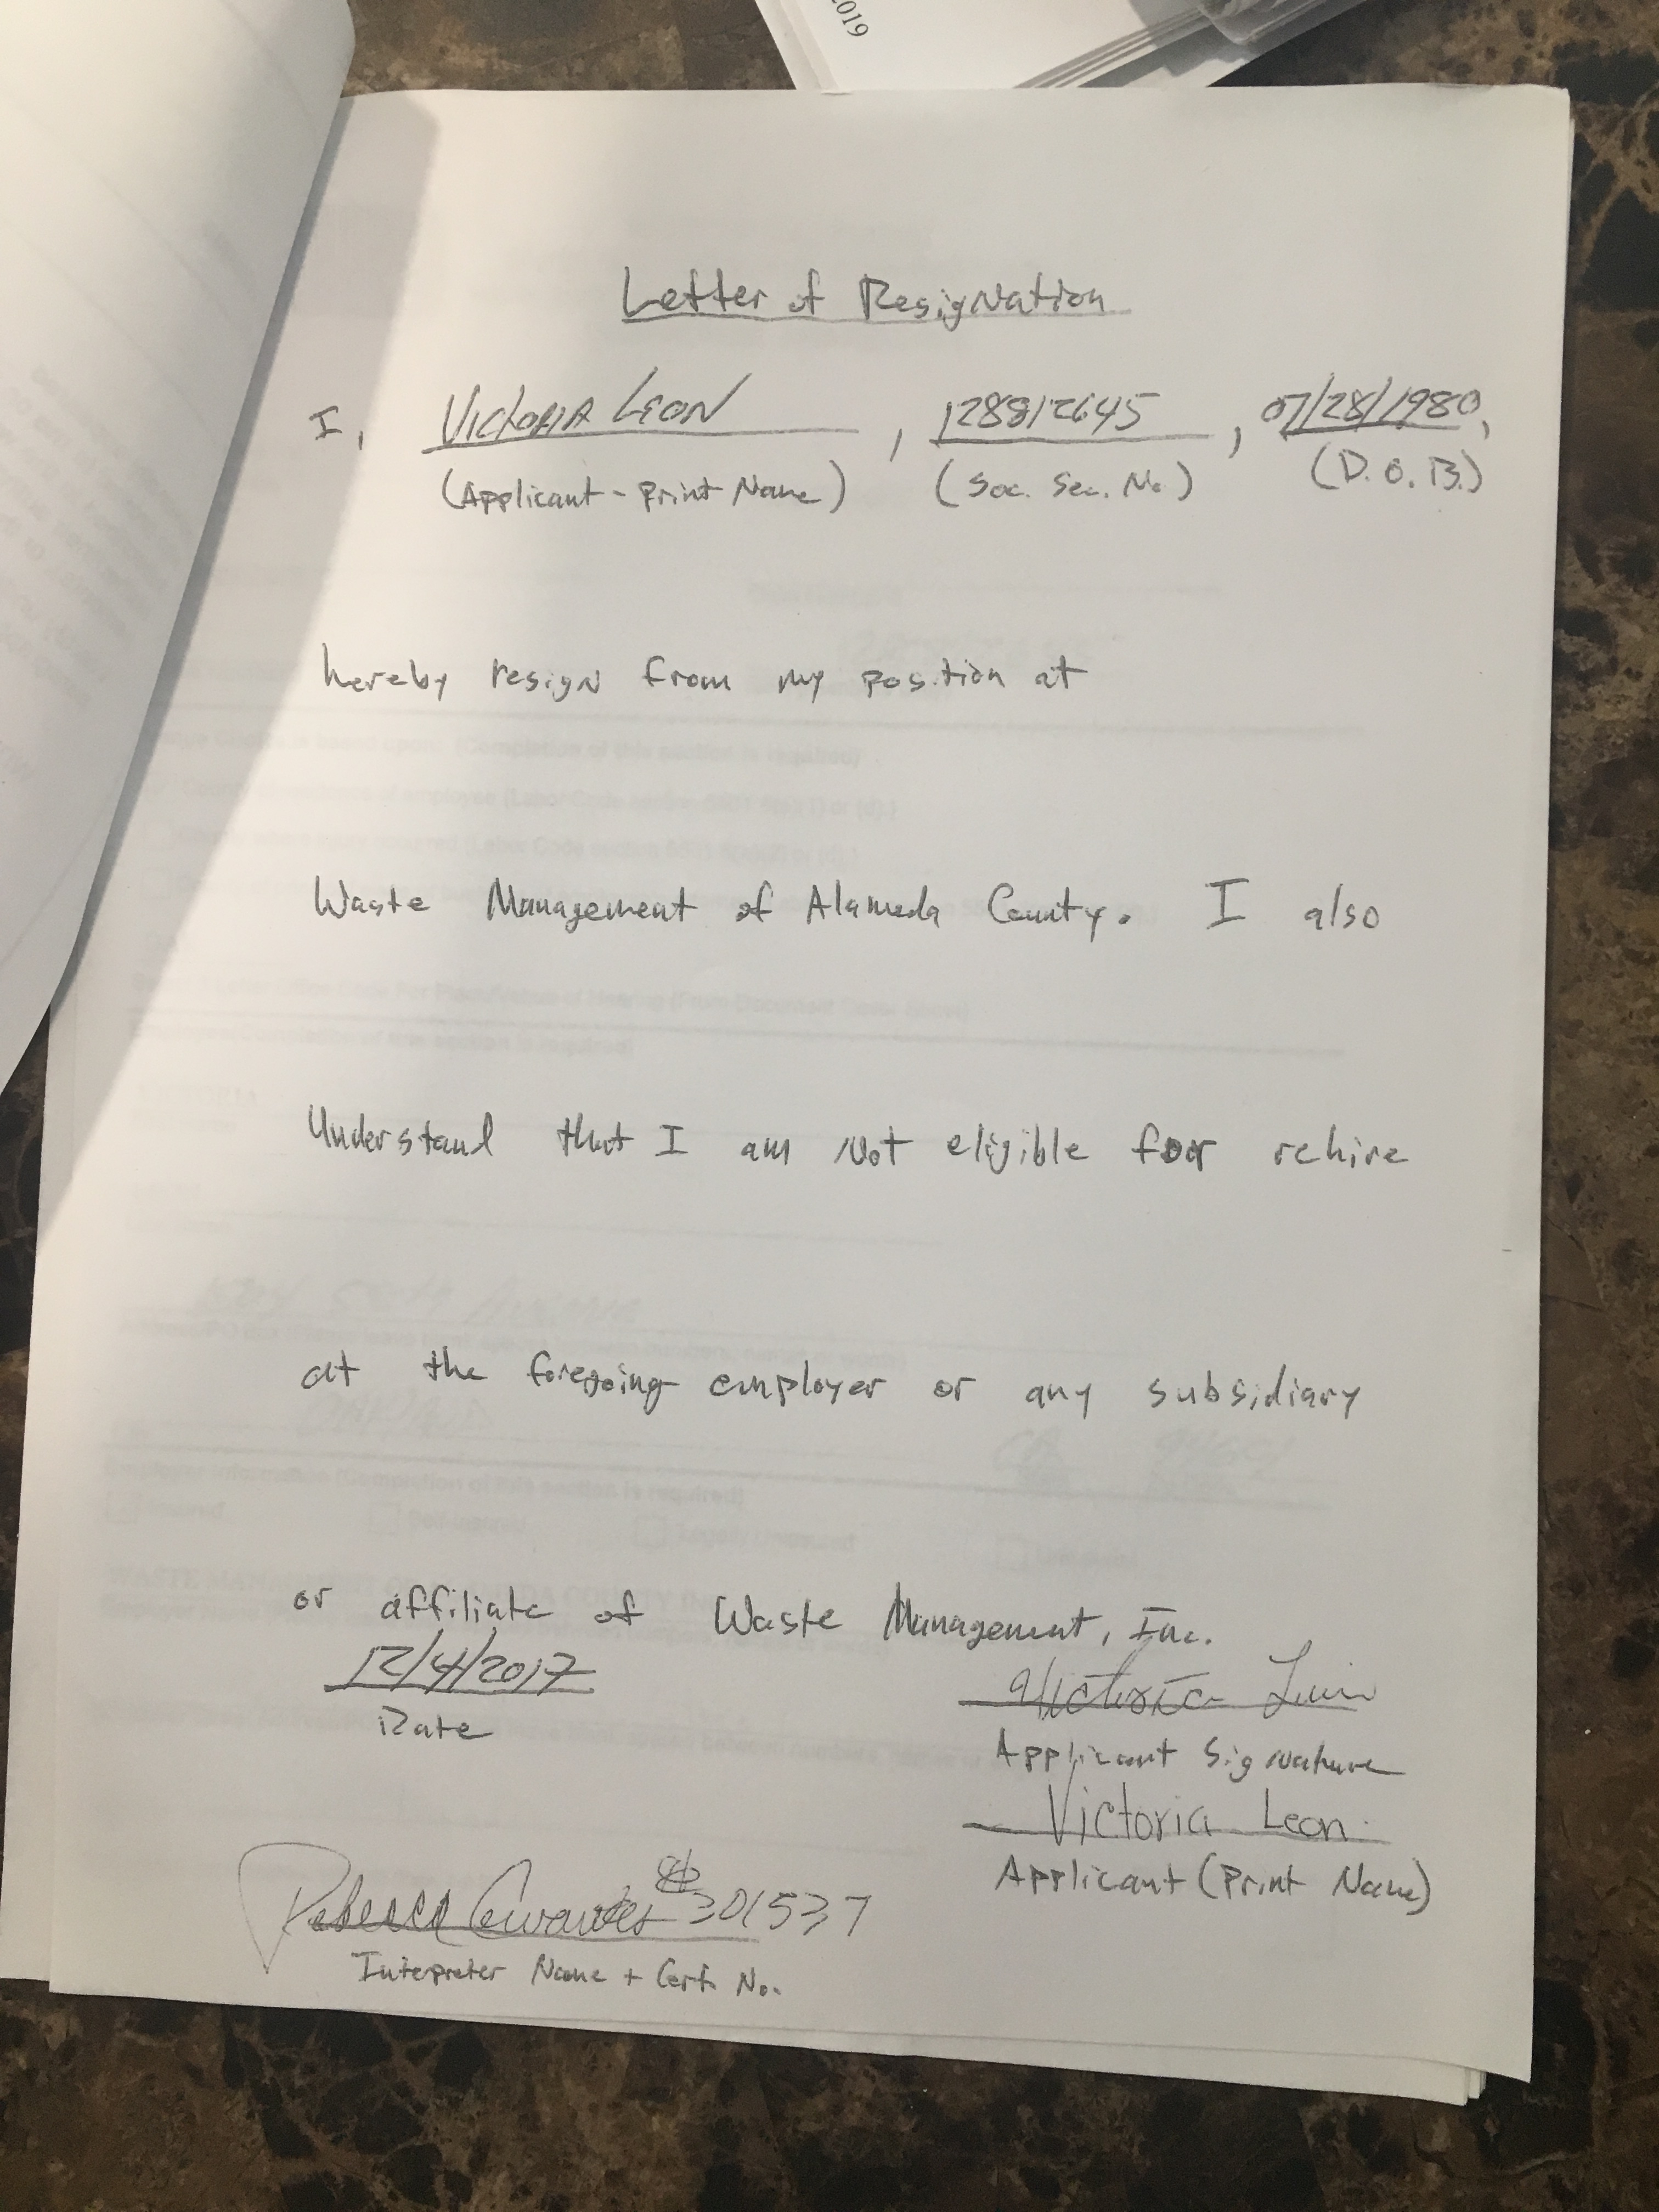 2019
Letter of Resignation
I, VICTORIA LEON, 128812645, 07/28/1980,
(Applicant - Print Name) (Soc. Sec. No) (D.O.B.)
hereby resign from my position at
Waste Management of Alameda County. I also
Understand that I am Not eligible for rehire
at the foregoing employer or any subsidiary
or affiliate of Waste Management, Inc.
12/4/2017 Victoria Leon
Date Applicant Signature
Victoria Leon
Rebecca Cervantes 301537 Applicant (Print Name)
Interpreter Name + Cert. No.